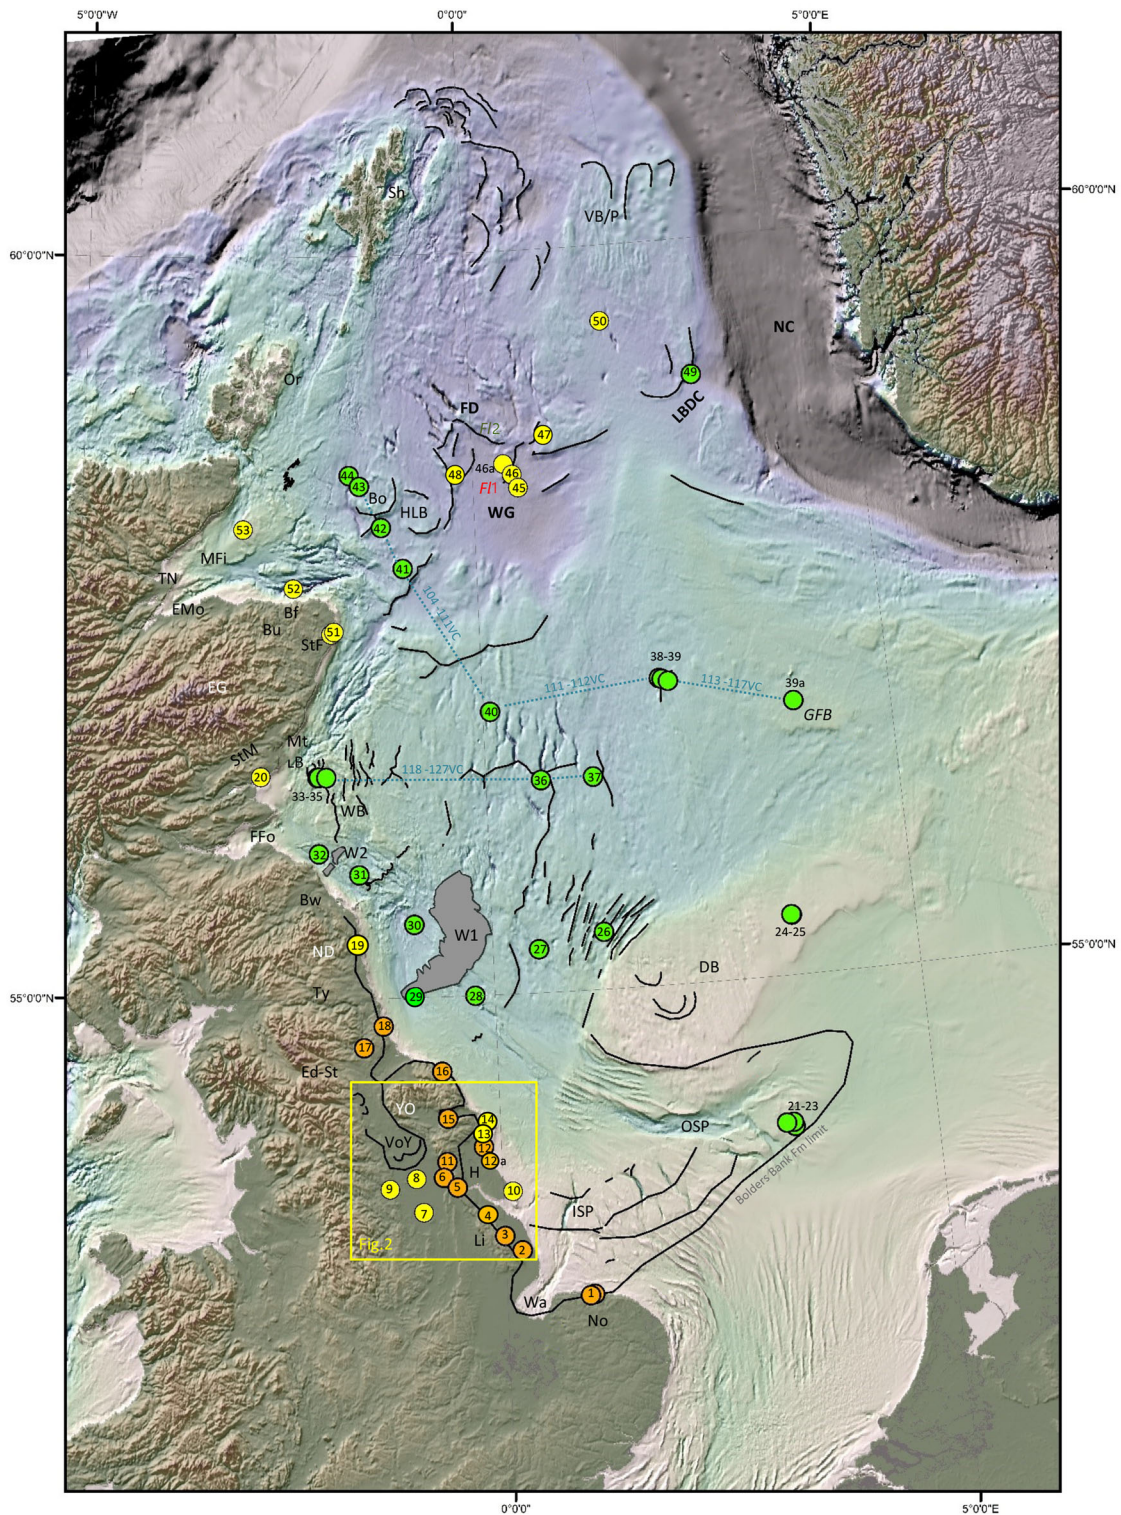 5°0'0"W 0°0'0" 5°0'0"E
60°0'0"N
60°0'0"N
Sh
VB/P
50
NC
49
LBDC
Or
FD
Fl2
47
46a
46
48
45
Fl1
WG
44
43
Bo
HLB
42
53
MFi
41
TN
52
EMo
Bf
Bu
51
StF
104 -111VC
38-39
EG
111 -112VC
113 -117VC
39a
40
GFB
Mt
StM
LB
20
118 -127VC
36
37
33-35
WB
FFo
32
W2
31
Bw
30
W1
26
24-25
19
27
ND
55°0'0"N
DB
Ty
29
28
55°0'0"N
18
17
Ed-St
16
YO
15
14
21-23
13
OSP
VoY
12
12a
11
H
Bolders Bank Fm limit
6
8
5
9
10
7
4
ISP
Li
3
Fig.2
2
Wa
1
No
0°0'0" 5°0'0"E